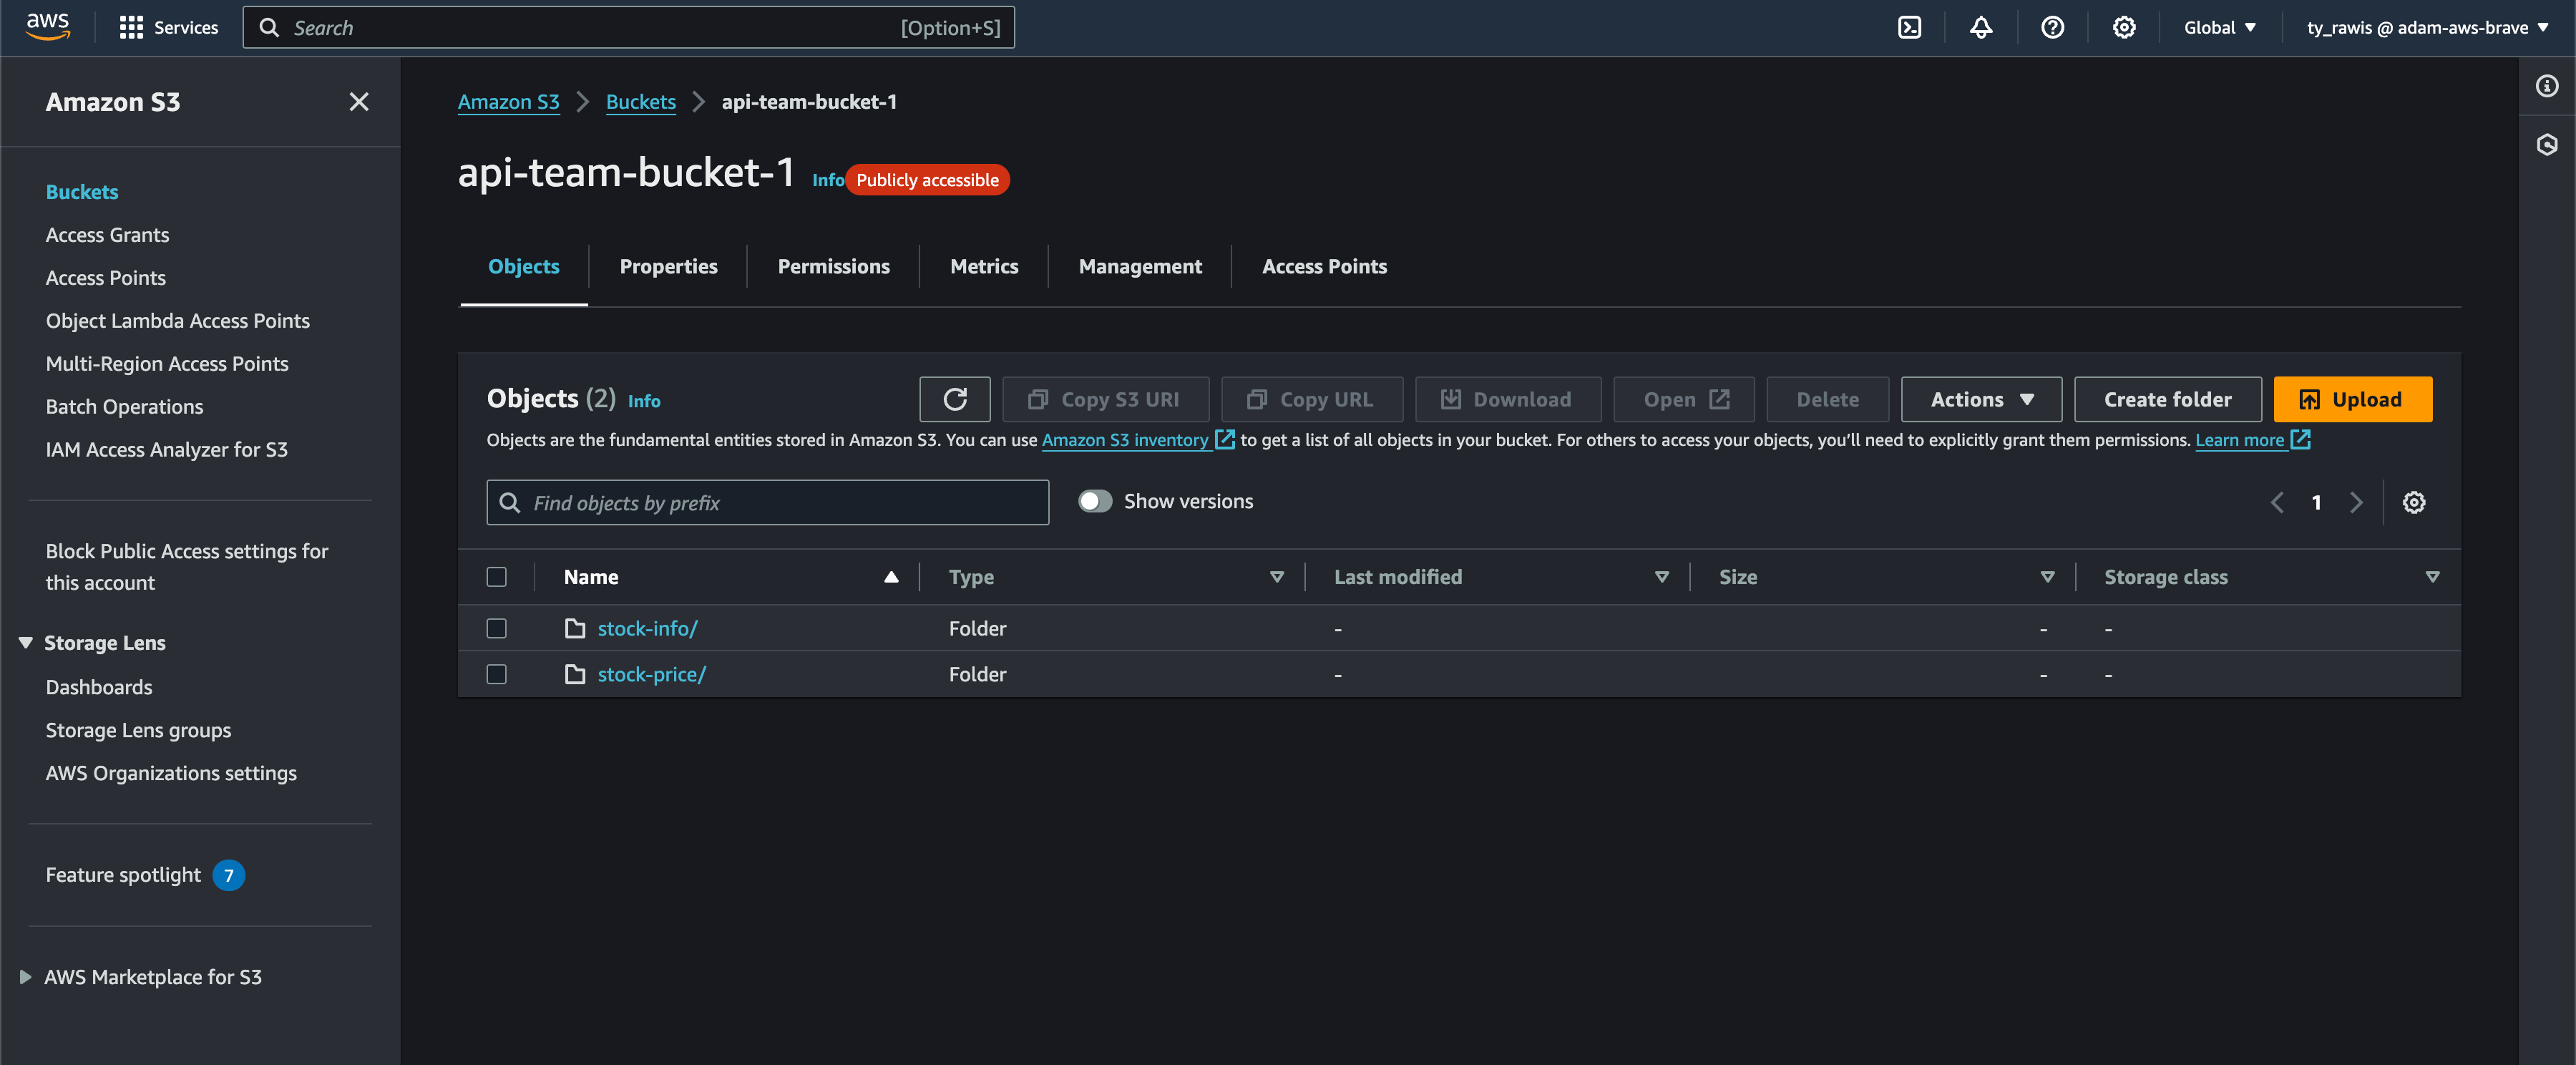 aws
Services
Search
[Option+S]
Global
ty_rawis @ adam-aws-brave
Amazon S3
Buckets
Access Grants
Access Points
Object Lambda Access Points
Multi-Region Access Points
Batch Operations
IAM Access Analyzer for S3
Block Public Access settings for
this account
Storage Lens
Dashboards
Storage Lens groups
AWS Organizations settings
Feature spotlight 7
AWS Marketplace for S3
Amazon S3 Buckets api-team-bucket-1
api-team-bucket-1 Info Publicly accessible
Objects Properties Permissions Metrics Management Access Points
Objects (2) Info Copy S3 URI Copy URL Download Open Delete Actions Create folder Upload
Objects are the fundamental entities stored in Amazon S3. You can use Amazon S3 inventory to get a list of all objects in your bucket. For others to access your objects, you'll need to explicitly grant them permissions. Learn more
Find objects by prefix Show versions 1
Name Type Last modified Size Storage class
stock-info/ Folder - - -
stock-price/ Folder - - -